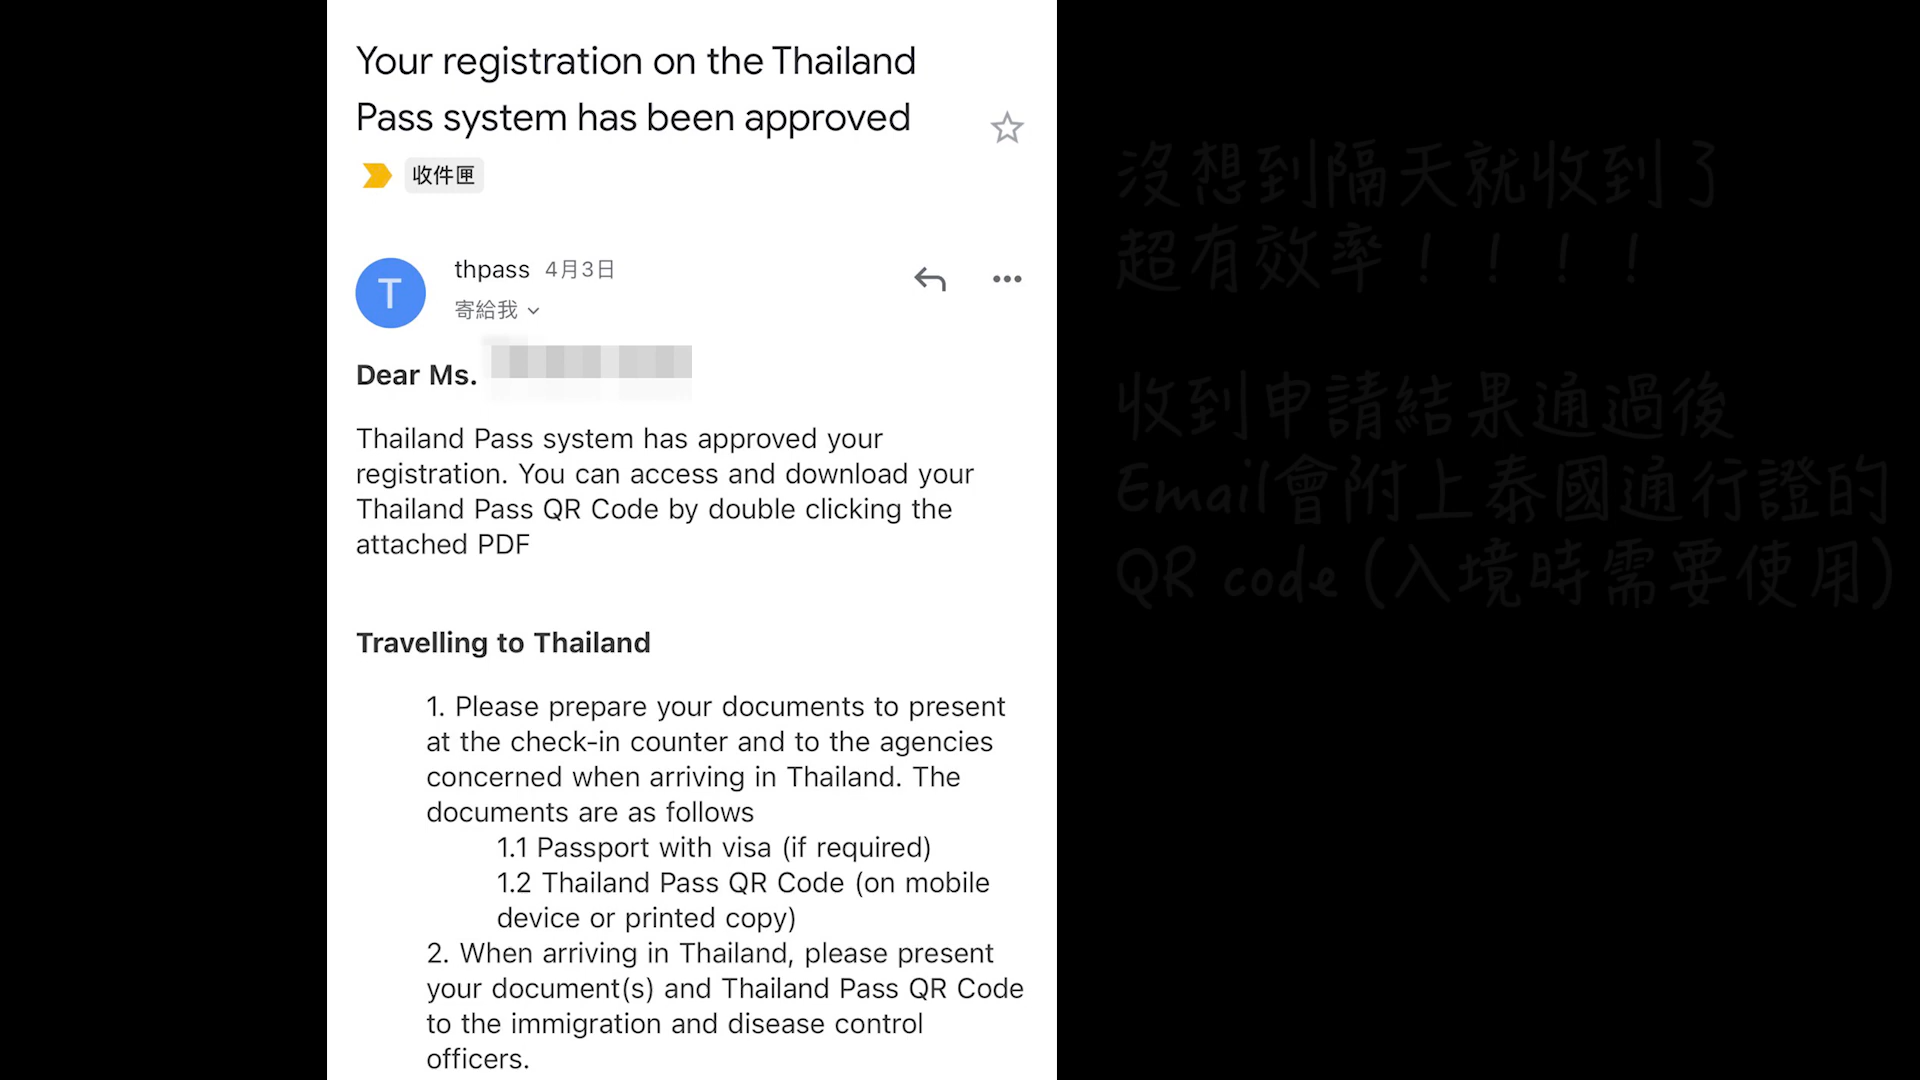 Your registration on the Thailand
Pass system has been approved
收件匣
T
thpass 4月3日
寄給我
Dear Ms.
Thailand Pass system has approved your
registration. You can access and download your
Thailand Pass QR Code by double clicking the
attached PDF
Travelling to Thailand
1. Please prepare your documents to present
at the check-in counter and to the agencies
concerned when arriving in Thailand. The
documents are as follows
1.1 Passport with visa (if required)
1.2 Thailand Pass QR Code (on mobile
device or printed copy)
2. When arriving in Thailand, please present
your document(s) and Thailand Pass QR Code
to the immigration and disease control
officers.
沒想到隔天就收到了
超有效率！！！！
收到申請結果通過後
Email會附上泰國通行證的
QR code (入境時需要使用)